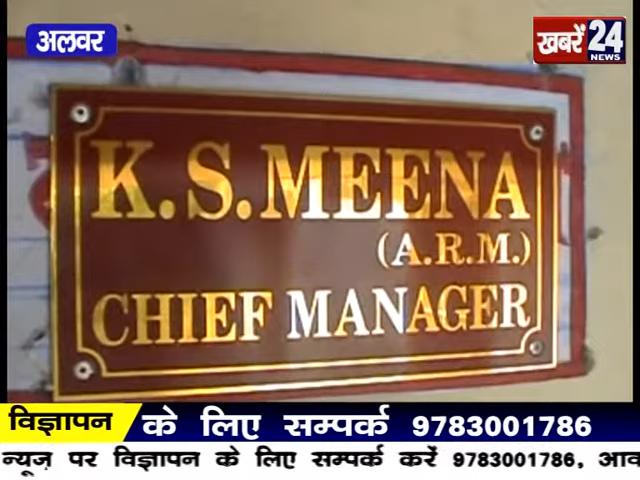 अलवर
खबरें 24
NEWS
K.S.MEENA
(A.R.M.)
CHIEF MANAGER
विज्ञापन के लिए सम्पर्क 9783001786
न्यूज़ पर विज्ञापन के लिए सम्पर्क करें 9783001786, आव